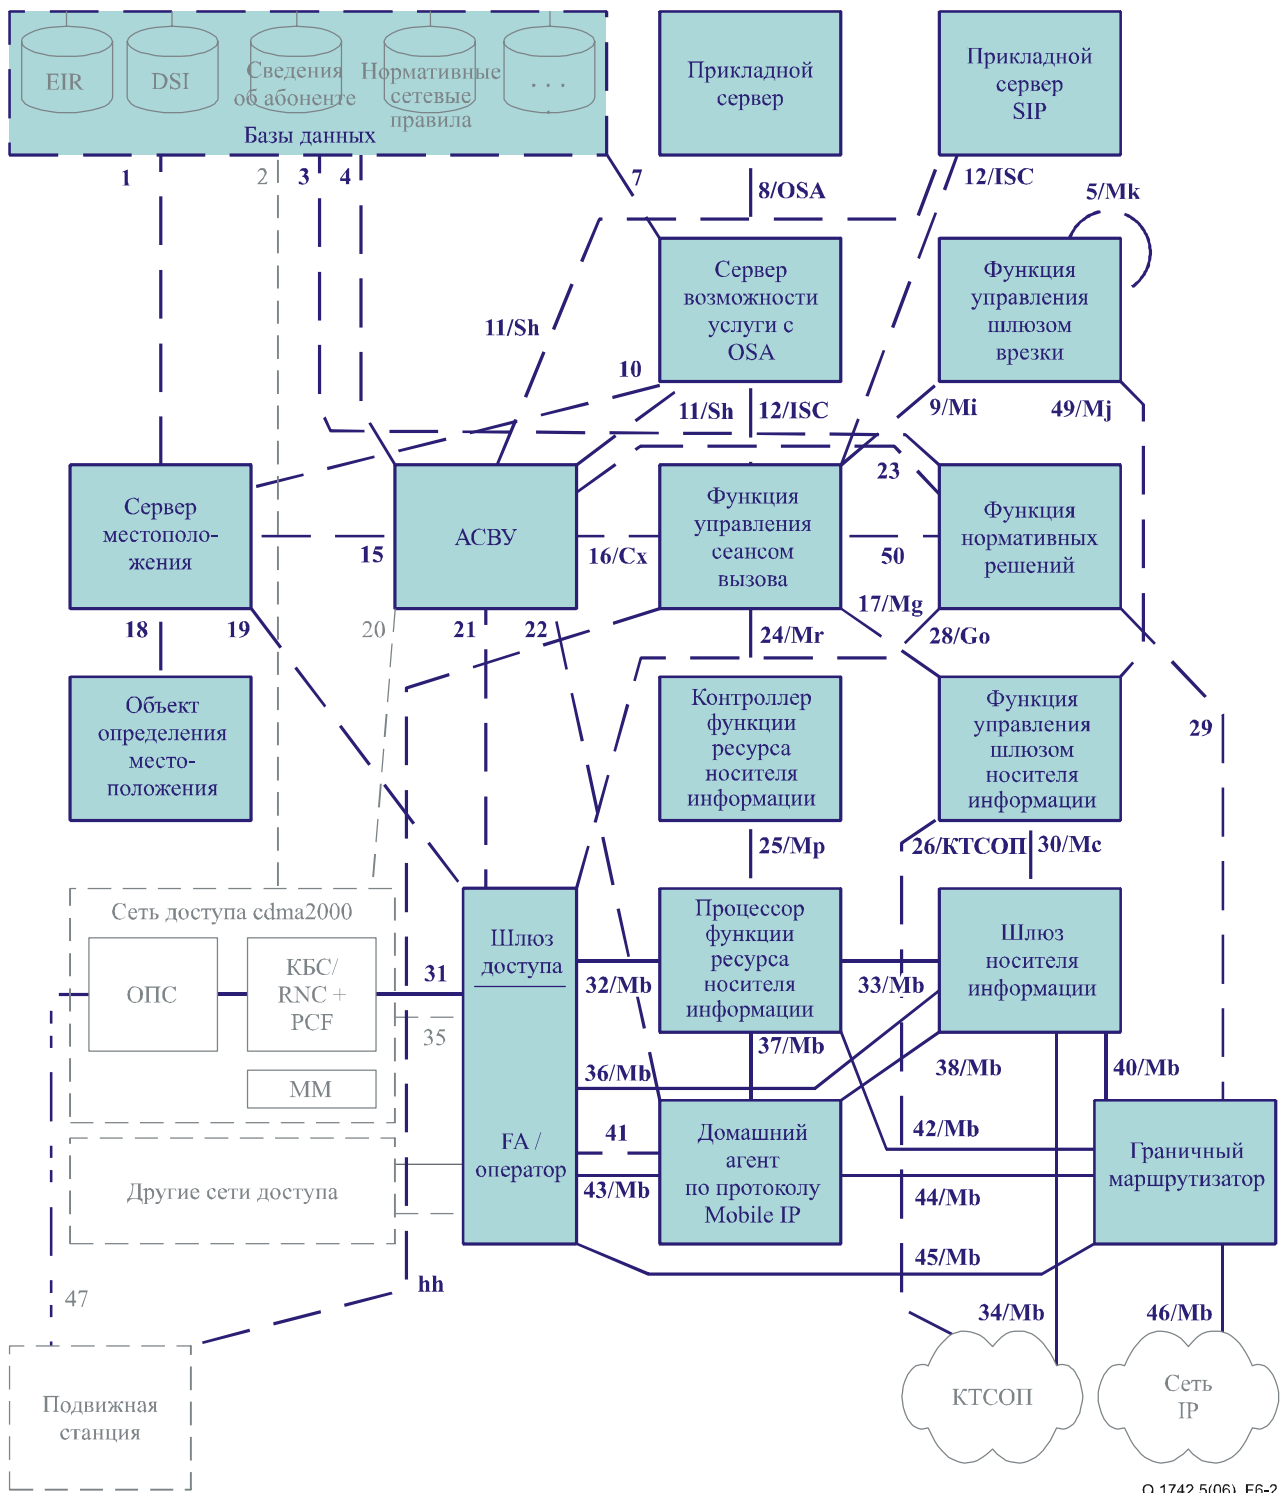 EIR
DSI
Сведения
об абоненте
Нормативные
сетевые
правила
. . .
.
Базы данных
Прикладной
сервер
Прикладной
сервер
SIP
1
2
3
4
7
8/OSA
12/ISC
5/Mk
Сервер
возможности
услуги с
OSA
Функция
управления
шлюзом
врезки
11/Sh
10
11/Sh
12/ISC
9/Mi
49/Mj
23
Сервер
местополо-
жения
15
АСВУ
16/Cx
Функция
управления
сеансом
вызова
50
Функция
нормативных
решений
17/Mg
18
19
20
21
22
24/Mr
28/Go
29
Объект
определения
место-
положения
Контроллер
функции
ресурса
носителя
информации
Функция
управления
шлюзом
носителя
информации
25/Mp
26/КТСОП
30/Mc
Сеть доступа cdma2000
ОПС
КБС/
RNC +
PCF
ММ
31
35
Шлюз
доступа
FA /
оператор
Процессор
функции
ресурса
носителя
информации
Шлюз
носителя
информации
32/Mb
33/Mb
37/Mb
36/Mb
38/Mb
40/Mb
Другие сети доступа
41
43/Mb
Домашний
агент
по протоколу
Mobile IP
42/Mb
44/Mb
Граничный
маршрутизатор
45/Mb
47
hh
34/Mb
46/Mb
Подвижная
станция
КТСОП
Сеть
IP
Q.1742.5(06)_F6-2